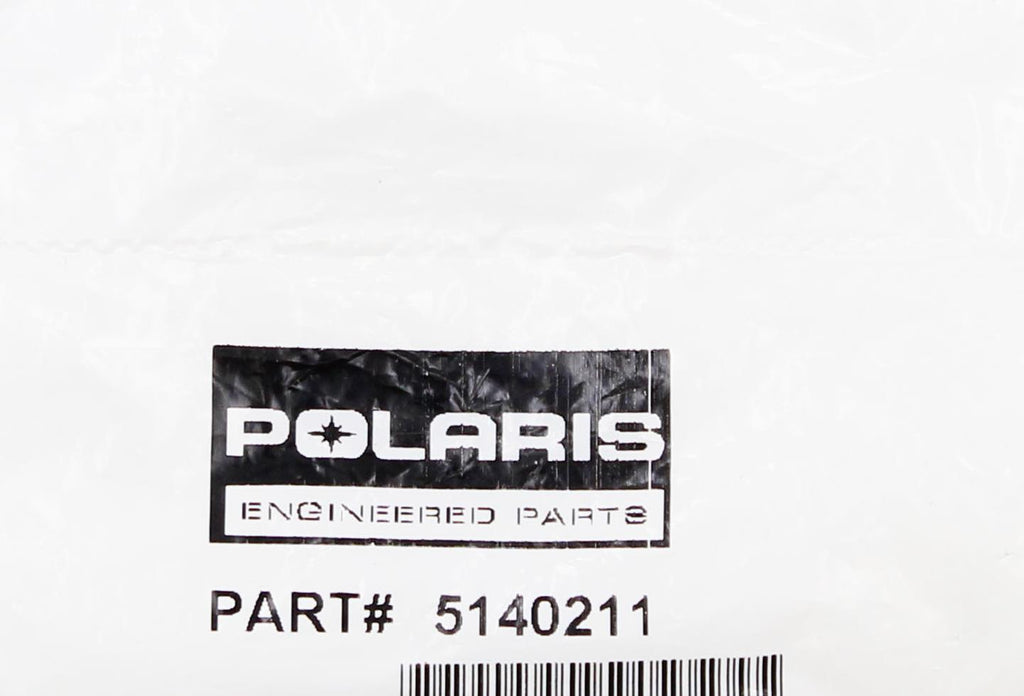 POLARIS
ENGINEERED PARTS
PART# 5140211